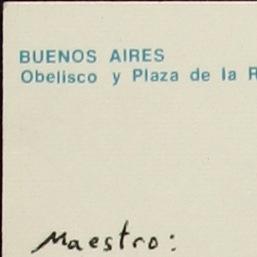 BUENOS AIRES
Obelisco y Plaza de la R
Maestro: